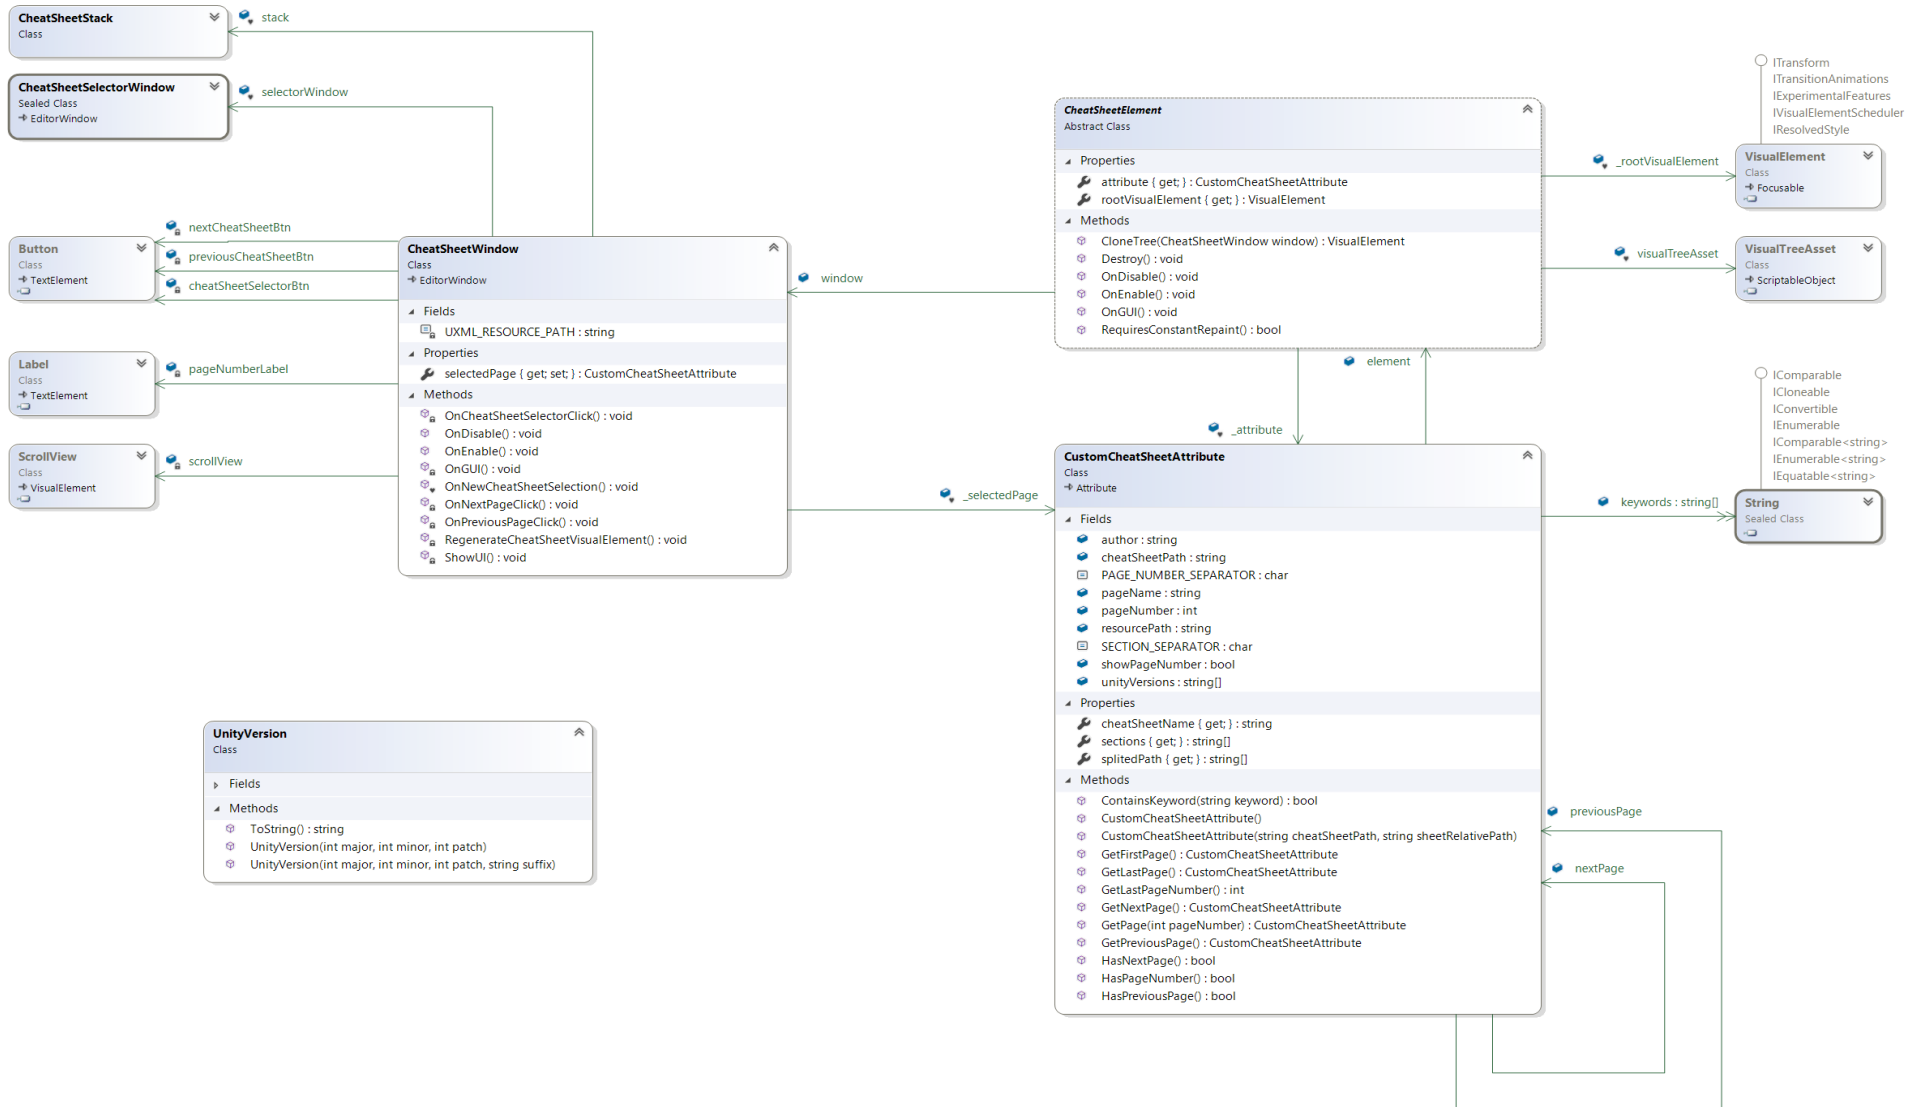 CheatSheetStack
Class
stack
CheatSheetSelectorWindow
Sealed Class
EditorWindow
selectorWindow
Button
Class
TextElement
nextCheatSheetBtn
previousCheatSheetBtn
cheatSheetSelectorBtn
Label
Class
TextElement
pageNumberLabel
ScrollView
Class
VisualElement
scrollView
CheatSheetWindow
Class
EditorWindow
Fields
UXML_RESOURCE_PATH : string
Properties
selectedPage { get; set; } : CustomCheatSheetAttribute
Methods
OnCheatSheetSelectorClick() : void
OnDisable() : void
OnEnable() : void
OnGUI() : void
OnNewCheatSheetSelection() : void
OnNextPageClick() : void
OnPreviousPageClick() : void
RegenerateCheatSheetVisualElement() : void
ShowUI() : void
window
_selectedPage
UnityVersion
Class
Fields
Methods
ToString() : string
UnityVersion(int major, int minor, int patch)
UnityVersion(int major, int minor, int patch, string suffix)
CheatSheetElement
Abstract Class
Properties
attribute { get; } : CustomCheatSheetAttribute
rootVisualElement { get; } : VisualElement
Methods
CloneTree(CheatSheetWindow window) : VisualElement
Destroy() : void
OnDisable() : void
OnEnable() : void
OnGUI() : void
RequiresConstantRepaint() : bool
element
_attribute
CustomCheatSheetAttribute
Class
Attribute
Fields
author : string
cheatSheetPath : string
PAGE_NUMBER_SEPARATOR : char
pageName : string
pageNumber : int
resourcePath : string
SECTION_SEPARATOR : char
showPageNumber : bool
unityVersions : string[]
Properties
cheatSheetName { get; } : string
sections { get; } : string[]
splitedPath { get; } : string[]
Methods
ContainsKeyword(string keyword) : bool
CustomCheatSheetAttribute()
CustomCheatSheetAttribute(string cheatSheetPath, string sheetRelativePath)
GetFirstPage() : CustomCheatSheetAttribute
GetLastPage() : CustomCheatSheetAttribute
GetLastPageNumber() : int
GetNextPage() : CustomCheatSheetAttribute
GetPage(int pageNumber) : CustomCheatSheetAttribute
GetPreviousPage() : CustomCheatSheetAttribute
HasNextPage() : bool
HasPageNumber() : bool
HasPreviousPage() : bool
ITransform
ITransitionAnimations
IExperimentalFeatures
IVisualElementScheduler
IResolvedStyle
_rootVisualElement
VisualElement
Class
Focusable
visualTreeAsset
VisualTreeAsset
Class
ScriptableObject
IComparable
ICloneable
IConvertible
IEnumerable
IComparable<string>
IEnumerable<string>
IEquatable<string>
keywords : string[]
String
Sealed Class
previousPage
nextPage